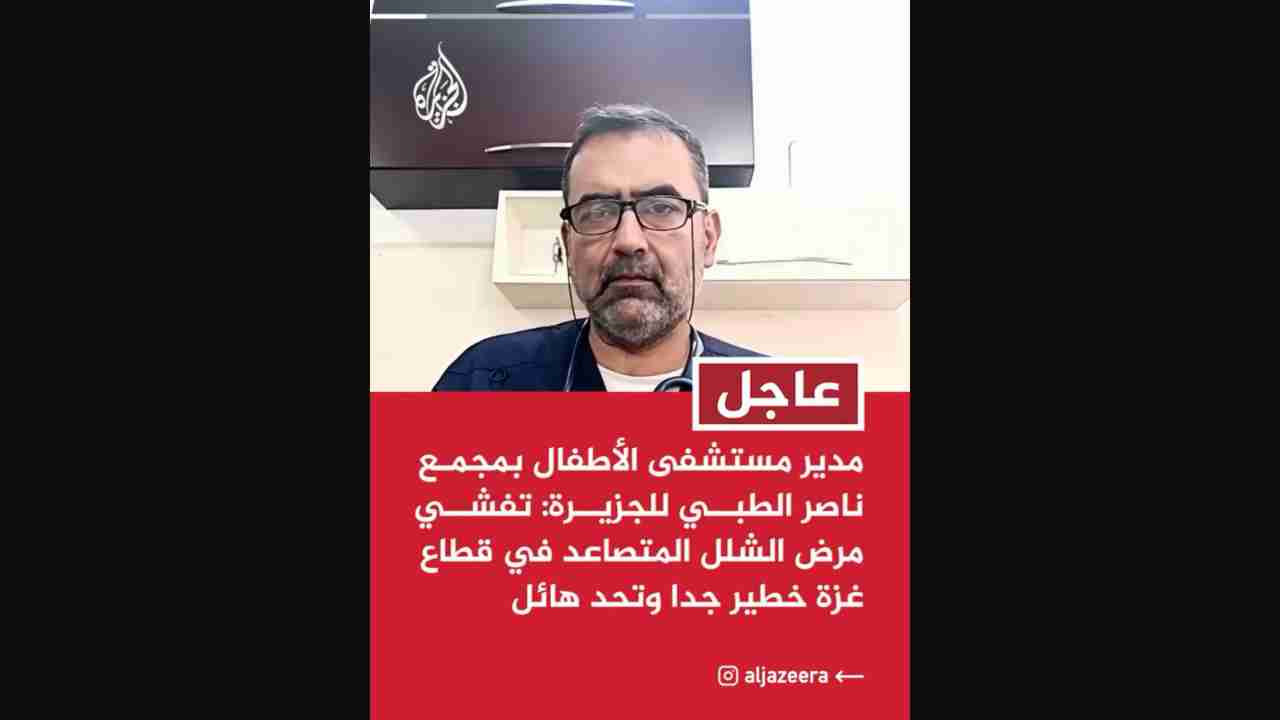 الجزيرة
عاجل
مدير مستشفى الأطفال بمجمع
ناصر الطبي للجزيرة: تفشي
مرض الشلل المتصاعد في قطاع
غزة خطير جدا وتحد هائل
aljazeera